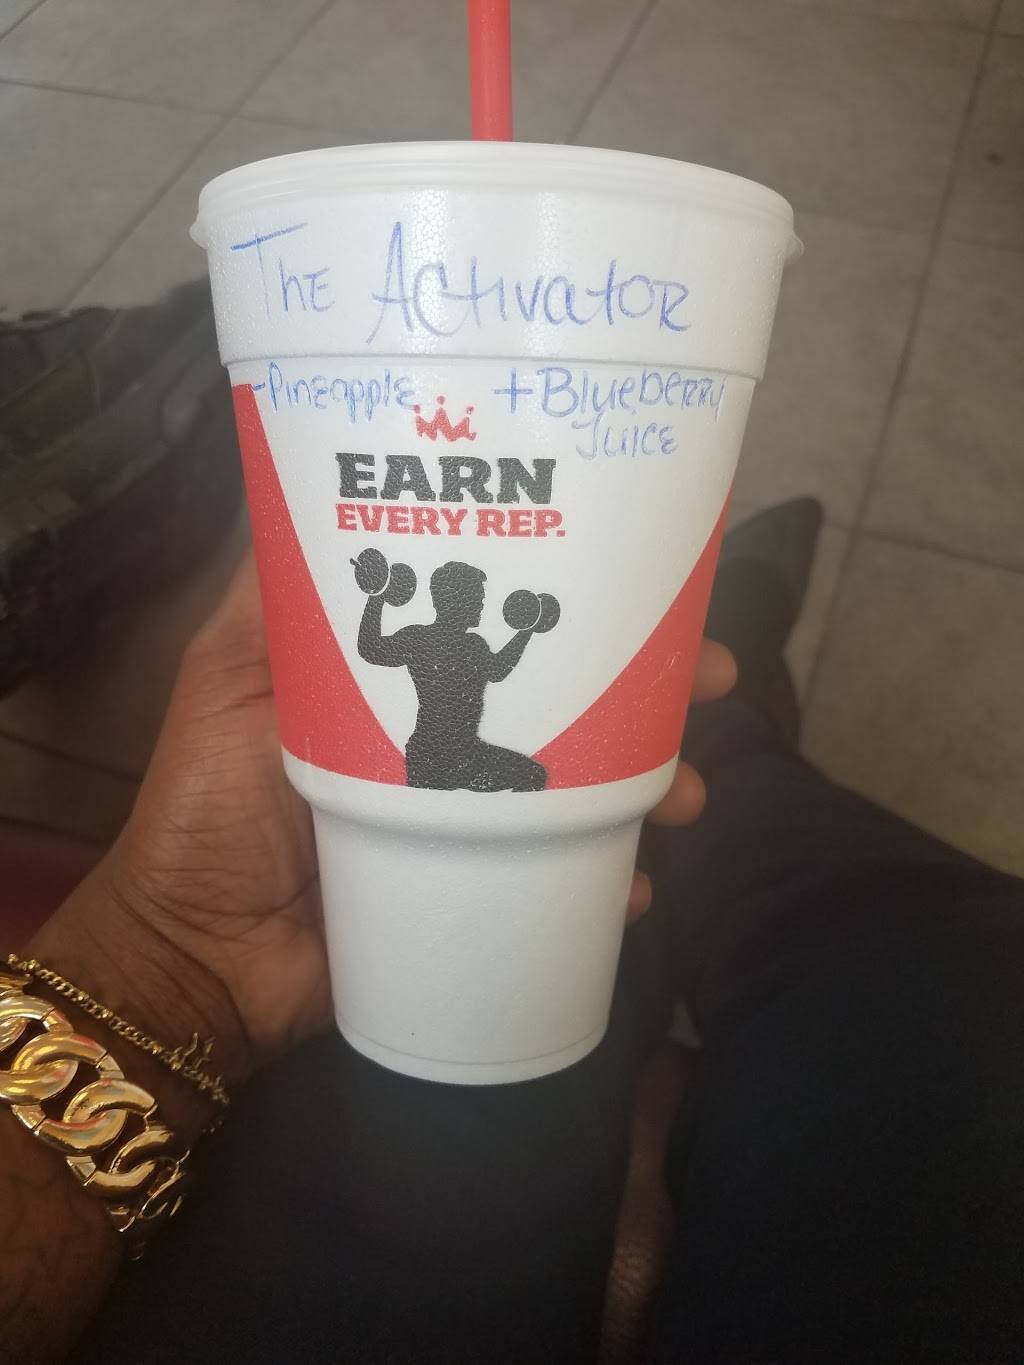 The Activator
-Pineapple +Blueberry
Juice
EARN
EVERY REP.